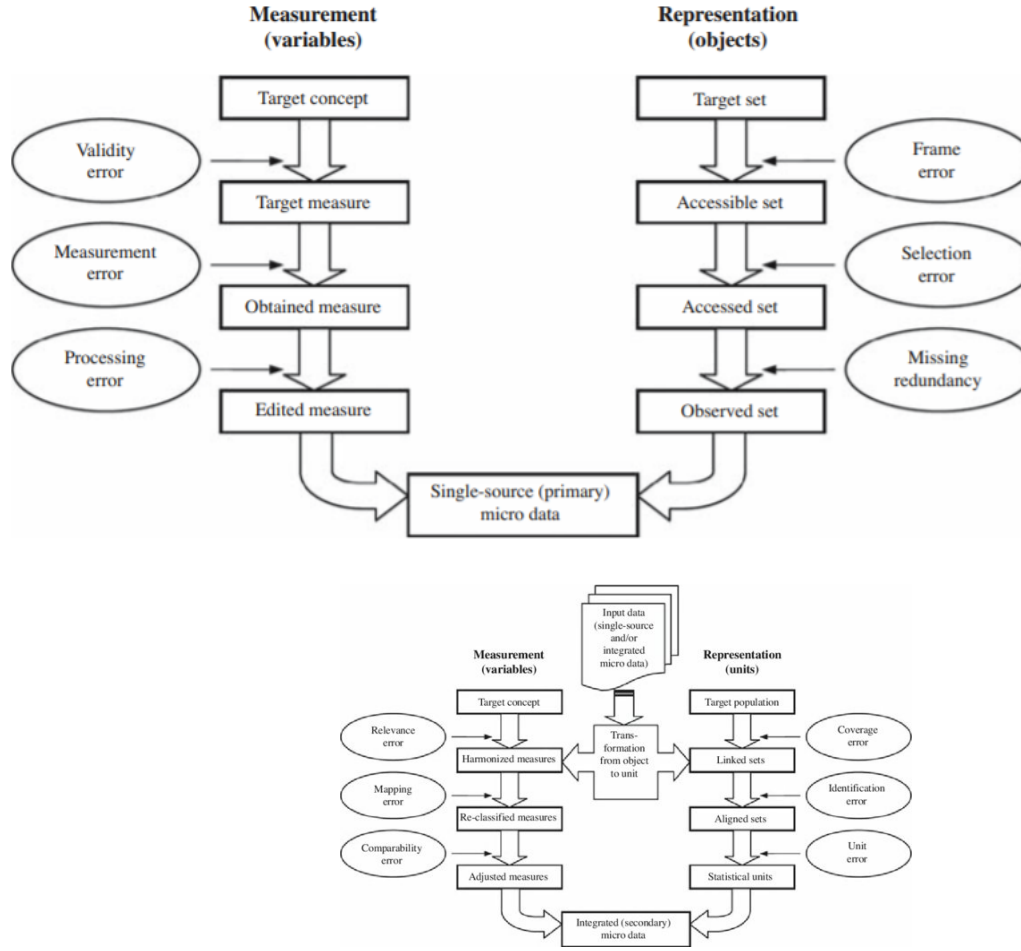 Measurement
(variables)
Representation
(objects)
Target concept
Target set
Validity
error
Frame
error
Target measure
Accessible set
Measurement
error
Selection
error
Obtained measure
Accessed set
Processing
error
Missing
redundancy
Edited measure
Observed set
Single-source (primary)
micro data
Input data
(single-source
and/or
integrated
micro data)
Measurement
(variables)
Representation
(units)
Target concept
Target population
Relevance
error
Trans-
formation
from object
to unit
Coverage
error
Harmonized measures
Linked sets
Mapping
error
Identification
error
Re-classified measures
Aligned sets
Comparability
error
Unit
error
Adjusted measures
Statistical units
Integrated (secondary)
micro data